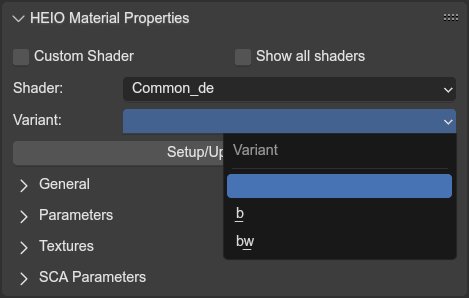 HEIO Material Properties
Custom Shader
Show all shaders
Shader:
Common_de
Variant:
Variant
b
bw
Setup/Up
General
Parameters
Textures
SCA Parameters